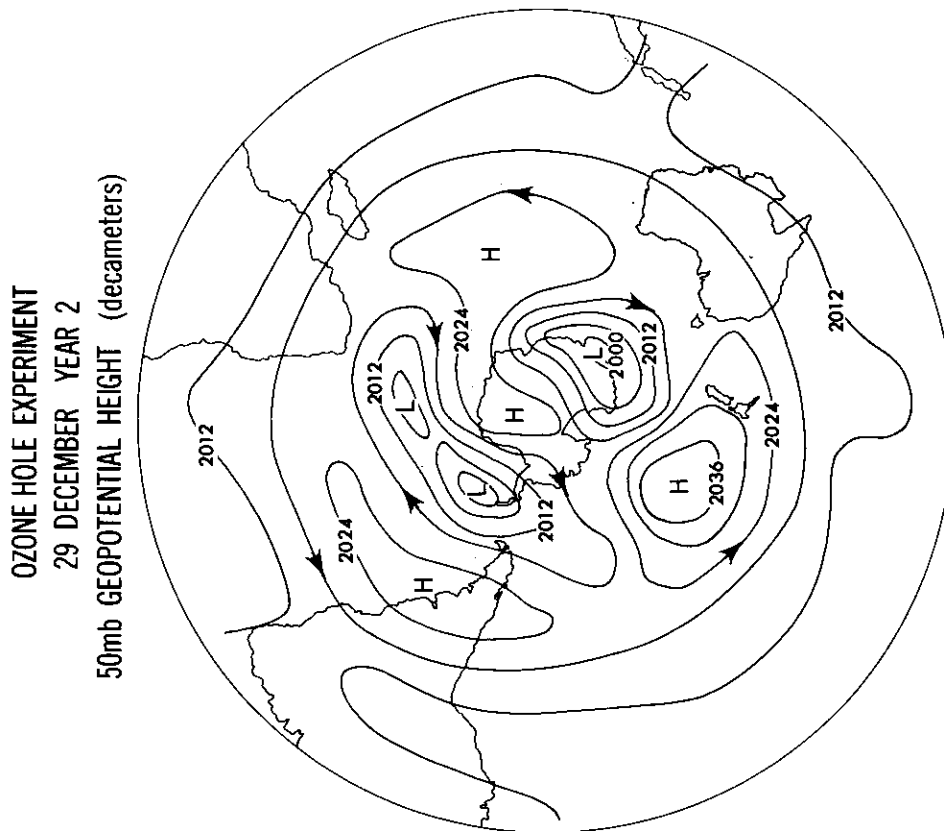 OZONE HOLE EXPERIMENT
29 DECEMBER YEAR 2
50mb GEOPOTENTIAL HEIGHT (decameters)
2012
2012
L
2024
H
2024
H
L
H
L
2000
2012
2012
2012
H
2036
2024